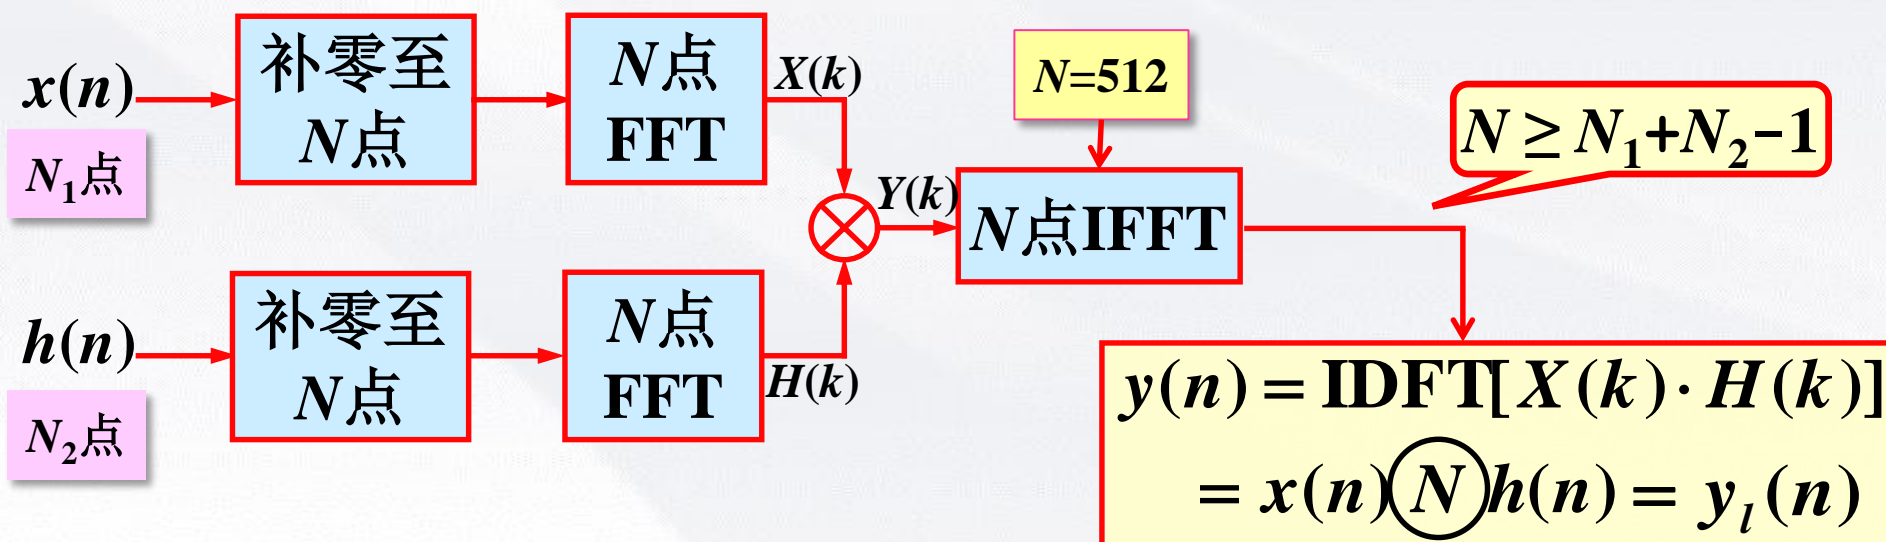 x(n)
N₁点
补零至
N点
N点
FFT
X(k)
h(n)
N₂点
补零至
N点
N点
FFT
H(k)
Y(k)
N=512
N点IFFT
N ≥ N₁+N₂−1
y(n) = IDFT[X(k)·H(k)]
= x(n)Ⓝh(n) = yₗ(n)